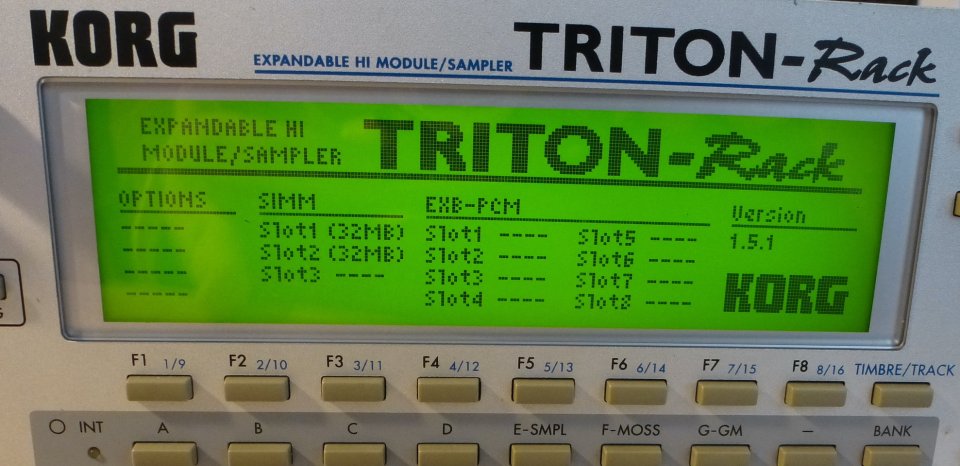 KORG
EXPANDABLE HI MODULE/SAMPLER TRITON-Rack
EXPANDABLE HI
MODULE/SAMPLER TRITON-Rack
OPTIONS SIMM EXB-PCM Version
----- Slot1 (32MB) Slot1 ---- Slot5 ---- 1.5.1
----- Slot2 (32MB) Slot2 ---- Slot6 ----
----- Slot3 ---- Slot3 ---- Slot7 ---- KORG
----- Slot4 ---- Slot8 ----
F1 1/9 F2 2/10 F3 3/11 F4 4/12 F5 5/13 F6 6/14 F7 7/15 F8 8/16 TIMBRE/TRACK
INT A B C D E-SMPL F-MOSS G-GM — BANK